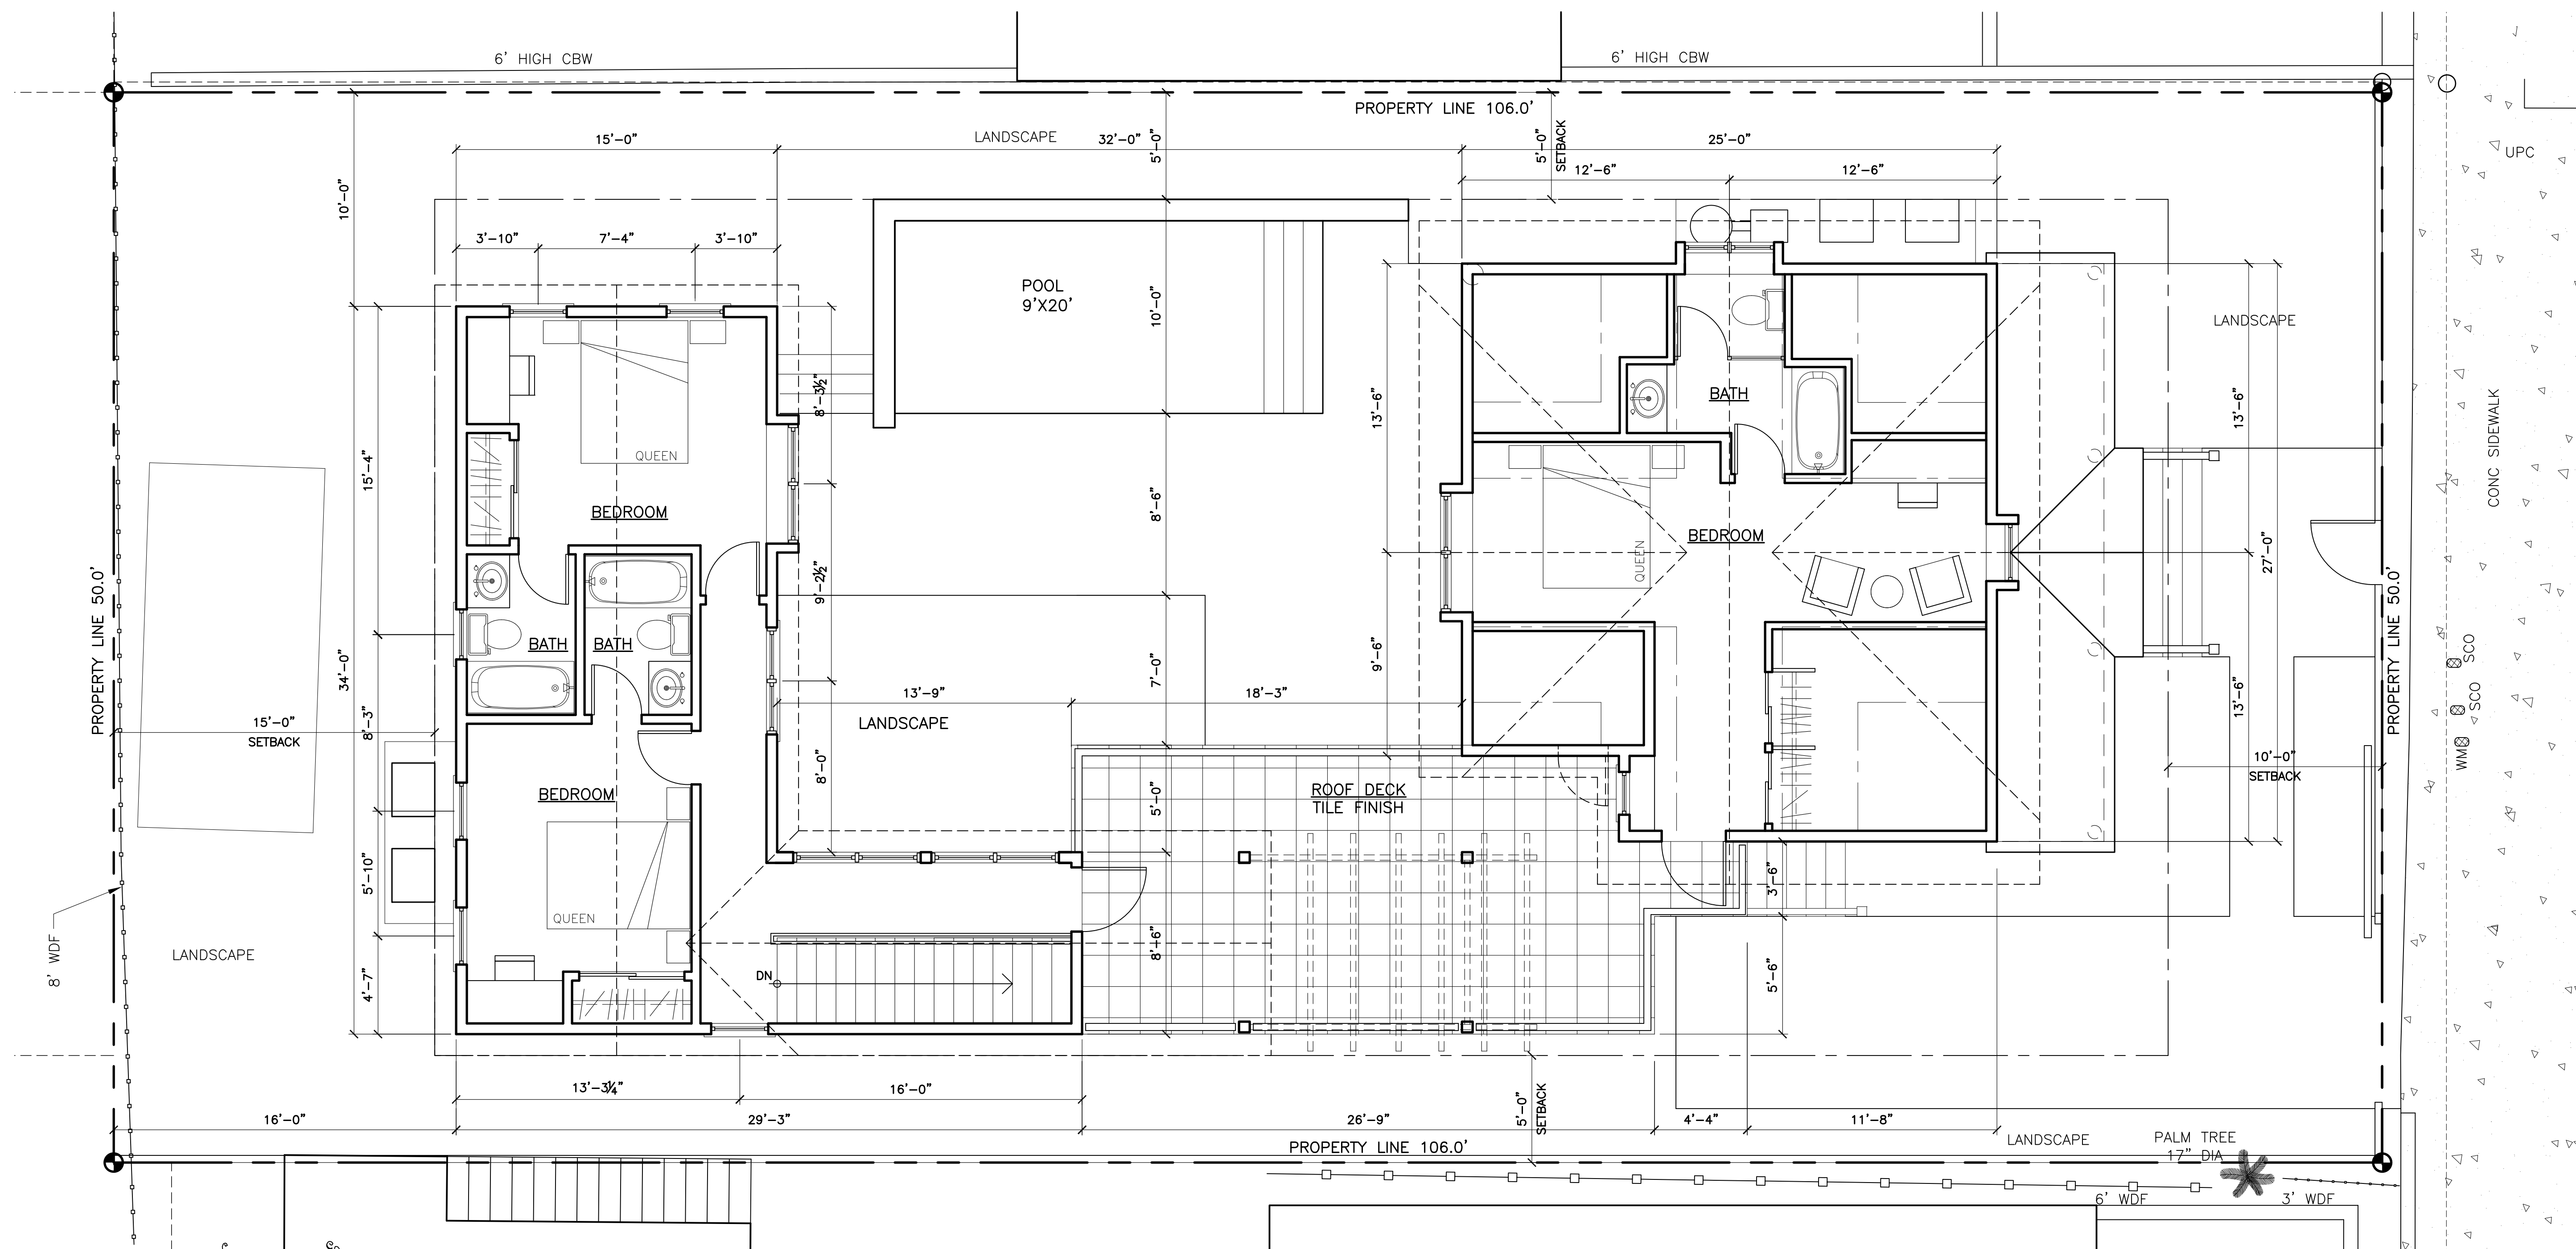 6' HIGH CBW
6' HIGH CBW
PROPERTY LINE 106.0'
15'-0"
LANDSCAPE
32'-0"
5'-0"
5'-0"
SETBACK
25'-0"
12'-6"
12'-6"
UPC
10'-0"
3'-10"
7'-4"
3'-10"
POOL
9'X20'
10'-0"
LANDSCAPE
8'-3½"
13'-6"
BATH
13'-6"
CONC SIDEWALK
15'-4"
QUEEN
BEDROOM
8'-6"
QUEEN
BEDROOM
27'-0"
PROPERTY LINE 50.0'
9'-2½"
PROPERTY LINE 50.0'
BATH
BATH
34'-0"
9'-6"
7'-0"
SCO
SCO
WM
13'-9"
18'-3"
13'-6"
15'-0"
SETBACK
8'-3"
LANDSCAPE
8'-0"
10'-0"
SETBACK
BEDROOM
ROOF DECK
TILE FINISH
5'-0"
5'-10"
QUEEN
3'-6"
8' WDF
LANDSCAPE
8'-6"
DN
4'-7"
5'-6"
13'-3¼"
16'-0"
5'-0"
SETBACK
16'-0"
29'-3"
26'-9"
4'-4"
11'-8"
PROPERTY LINE 106.0'
LANDSCAPE
PALM TREE
17" DIA
6' WDF
3' WDF